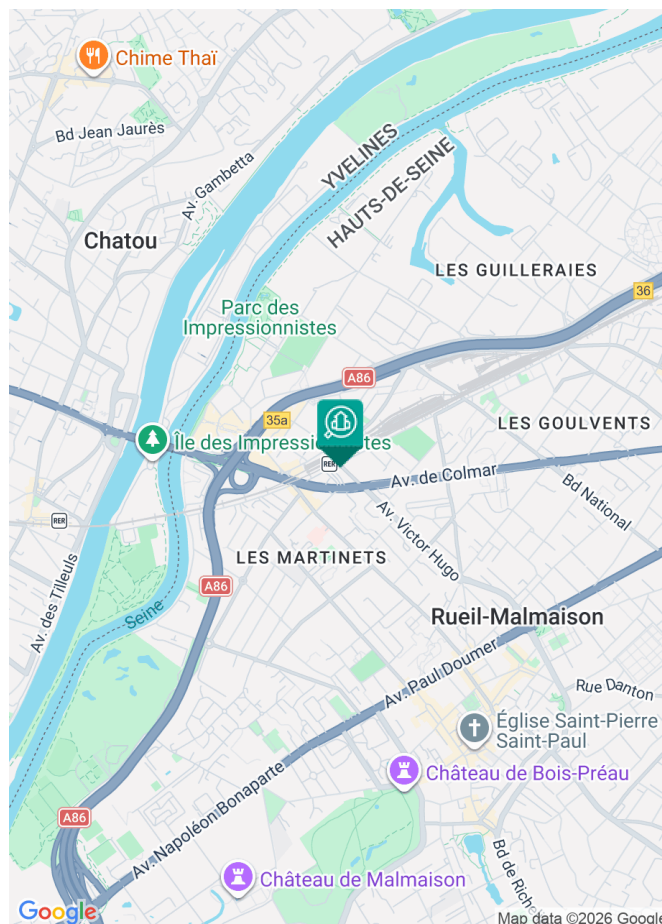 Chime Thaï
Bd Jean Jaurès
Av. Gambetta
YVELINES
HAUTS-DE-SEINE
Chatou
LES GUILLERAIES
36
Parc des
Impressionnistes
A86
35a
LES GOULVENTS
Île des Impressionnistes
RER
Av. de Colmar
Bd National
RER
Av. Victor Hugo
LES MARTINETS
A86
Av. des Tilleuls
Seine
Rueil-Malmaison
Av. Paul Doumer
Rue Danton
Église Saint-Pierre
Saint-Paul
Château de Bois-Préau
A86
Av. Napoléon Bonaparte
Château de Malmaison
Bd de Rich
Google
Map data ©2026 Google